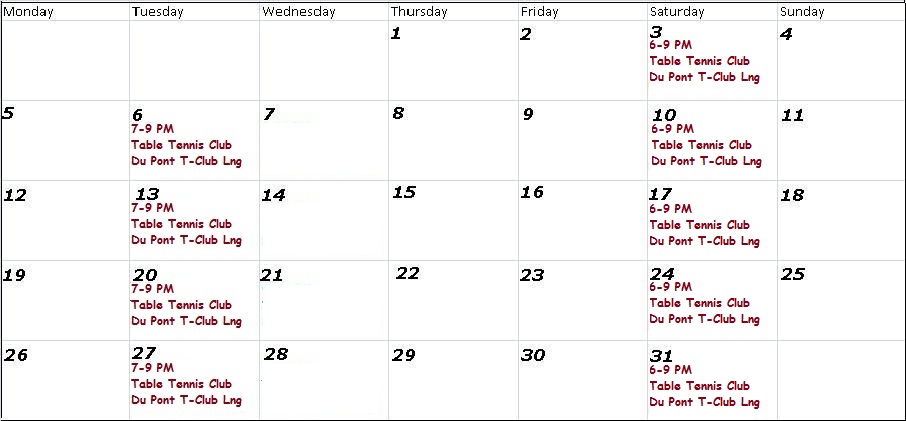 Monday Tuesday Wednesday Thursday Friday Saturday Sunday
1 2 3 4
6-9 PM
Table Tennis Club
Du Pont T-Club Lng
5 6 7 8 9 10 11
7-9 PM 6-9 PM
Table Tennis Club Table Tennis Club
Du Pont T-Club Lng Du Pont T-Club Lng
12 13 14 15 16 17 18
7-9 PM 6-9 PM
Table Tennis Club Table Tennis Club
Du Pont T-Club Lng Du Pont T-Club Lng
19 20 21 22 23 24 25
7-9 PM 6-9 PM
Table Tennis Club Table Tennis Club
Du Pont T-Club Lng Du Pont T-Club Lng
26 27 28 29 30 31
7-9 PM 6-9 PM
Table Tennis Club Table Tennis Club
Du Pont T-Club Lng Du Pont T-Club Lng